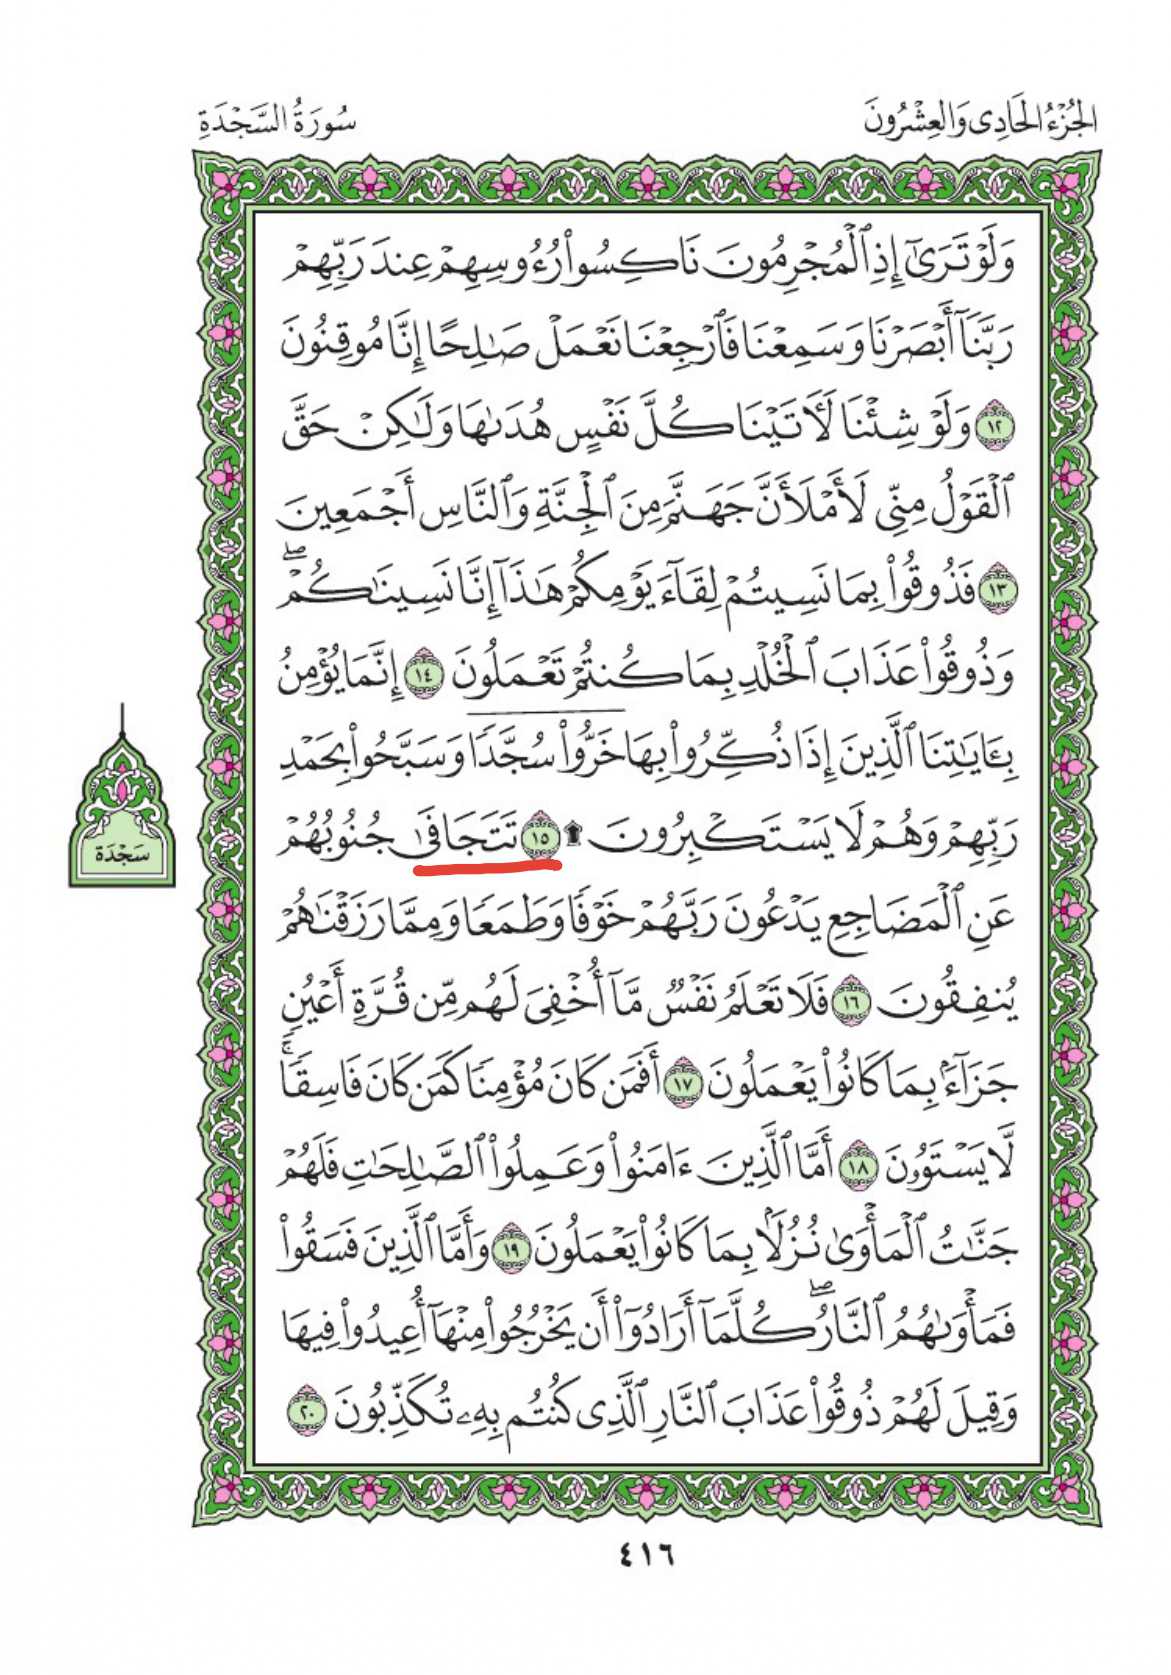 الجُزْءُ الحَادِى وَالعِشْرُونَ
سُورَةُ السَّجْدَةِ
وَلَوْ تَرَىٰٓ إِذِ ٱلْمُجْرِمُونَ نَاكِسُوا۟ رُءُوسِهِمْ عِندَ رَبِّهِمْ
رَبَّنَآ أَبْصَرْنَا وَسَمِعْنَا فَٱرْجِعْنَا نَعْمَلْ صَـٰلِحًا إِنَّا مُوقِنُونَ
١٢ وَلَوْ شِئْنَا لَـَٔاتَيْنَا كُلَّ نَفْسٍ هُدَىٰهَا وَلَـٰكِنْ حَقَّ
ٱلْقَوْلُ مِنِّى لَأَمْلَأَنَّ جَهَنَّمَ مِنَ ٱلْجِنَّةِ وَٱلنَّاسِ أَجْمَعِينَ
١٣ فَذُوقُوا۟ بِمَا نَسِيتُمْ لِقَآءَ يَوْمِكُمْ هَـٰذَآ إِنَّا نَسِينَـٰكُمْ ۖ
وَذُوقُوا۟ عَذَابَ ٱلْخُلْدِ بِمَا كُنتُمْ تَعْمَلُونَ ١٤ إِنَّمَا يُؤْمِنُ
بِـَٔايَـٰتِنَا ٱلَّذِينَ إِذَا ذُكِّرُوا۟ بِهَا خَرُّوا۟ سُجَّدًا وَسَبَّحُوا۟ بِحَمْدِ
رَبِّهِمْ وَهُمْ لَا يَسْتَكْبِرُونَ ۩ ١٥ تَتَجَافَىٰ جُنُوبُهُمْ
عَنِ ٱلْمَضَاجِعِ يَدْعُونَ رَبَّهُمْ خَوْفًا وَطَمَعًا وَمِمَّا رَزَقْنَـٰهُمْ
يُنفِقُونَ ١٦ فَلَا تَعْلَمُ نَفْسٌ مَّآ أُخْفِىَ لَهُم مِّن قُرَّةِ أَعْيُنٍ
جَزَآءًۢ بِمَا كَانُوا۟ يَعْمَلُونَ ١٧ أَفَمَن كَانَ مُؤْمِنًا كَمَن كَانَ فَاسِقًا ۚ
لَّا يَسْتَوُۥنَ ١٨ أَمَّا ٱلَّذِينَ ءَامَنُوا۟ وَعَمِلُوا۟ ٱلصَّـٰلِحَـٰتِ فَلَهُمْ
جَنَّـٰتُ ٱلْمَأْوَىٰ نُزُلًۢا بِمَا كَانُوا۟ يَعْمَلُونَ ١٩ وَأَمَّا ٱلَّذِينَ فَسَقُوا۟
فَمَأْوَىٰهُمُ ٱلنَّارُ ۖ كُلَّمَآ أَرَادُوٓا۟ أَن يَخْرُجُوا۟ مِنْهَآ أُعِيدُوا۟ فِيهَا
وَقِيلَ لَهُمْ ذُوقُوا۟ عَذَابَ ٱلنَّارِ ٱلَّذِى كُنتُم بِهِۦ تُكَذِّبُونَ ٢٠
سَجْدَة
٤١٦